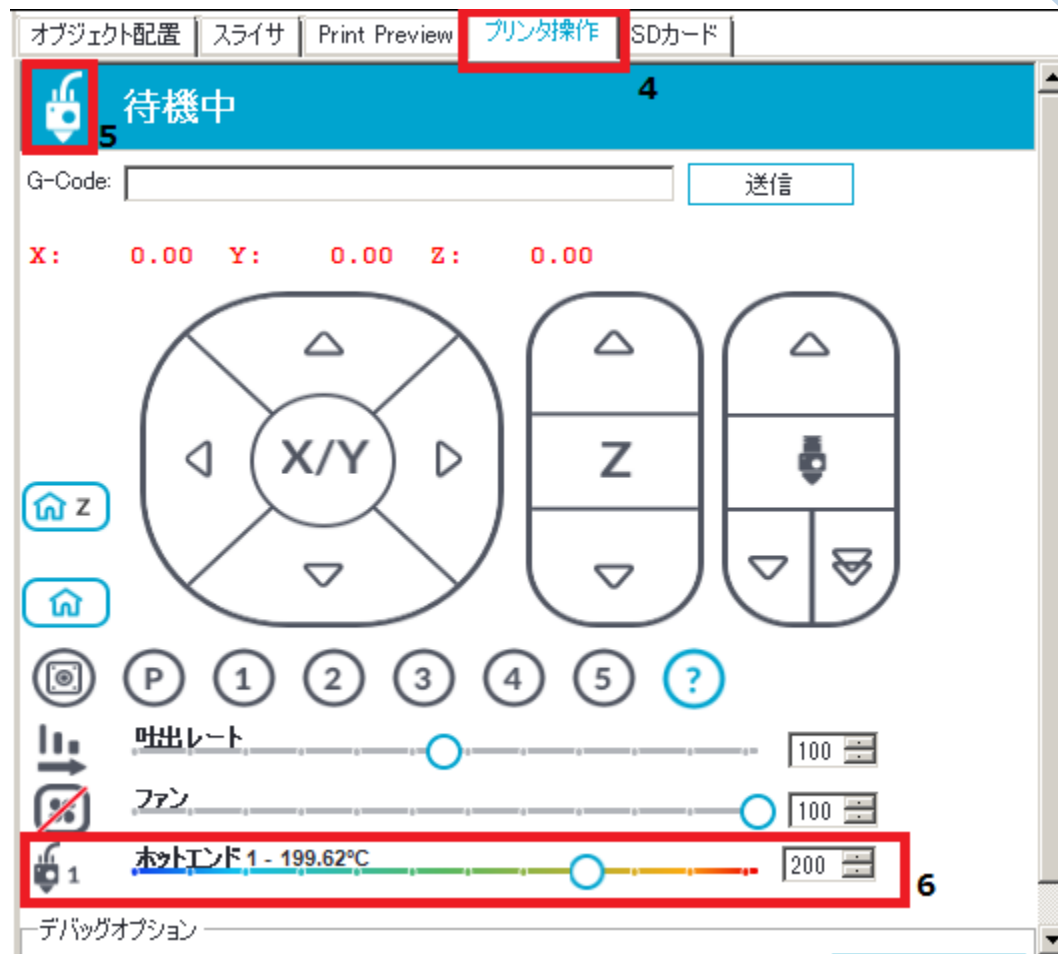 オブジェクト配置 スライサ Print Preview プリンタ操作 SDカード
4
待機中
5
G-Code: 送信
X: 0.00 Y: 0.00 Z: 0.00
X/Y Z
Z
P 1 2 3 4 5 ?
吐出レート 100
ファン 100
1 ホットエンド 1 - 199.62°C 200
6
デバッグオプション